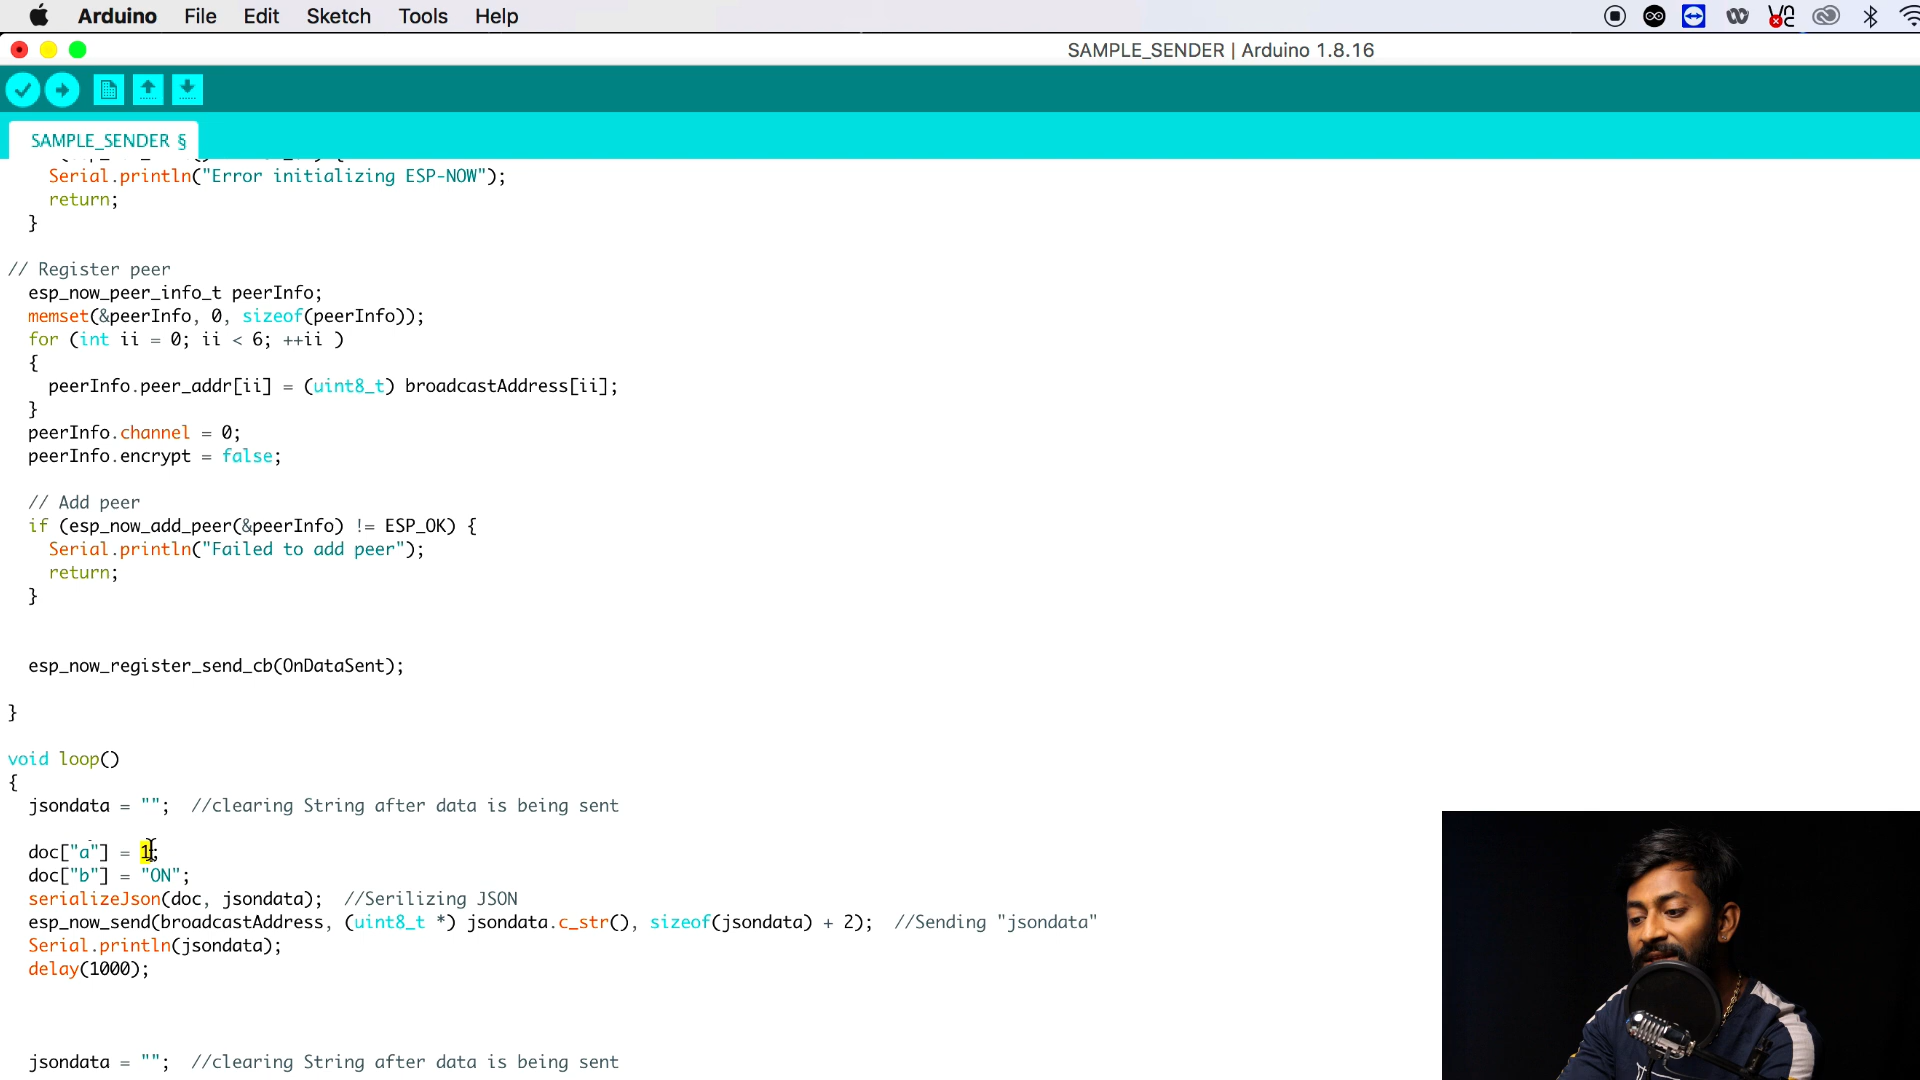 Arduino File Edit Sketch Tools Help
SAMPLE_SENDER | Arduino 1.8.16
SAMPLE_SENDER §
Serial.println("Error initializing ESP-NOW");
return;
}
// Register peer
esp_now_peer_info_t peerInfo;
memset(&peerInfo, 0, sizeof(peerInfo));
for (int ii = 0; ii < 6; ++ii )
{
peerInfo.peer_addr[ii] = (uint8_t) broadcastAddress[ii];
}
peerInfo.channel = 0;
peerInfo.encrypt = false;
// Add peer
if (esp_now_add_peer(&peerInfo) != ESP_OK) {
Serial.println("Failed to add peer");
return;
}
esp_now_register_send_cb(OnDataSent);
}
void loop()
{
jsondata = ""; //clearing String after data is being sent
doc["a"] = 1;
doc["b"] = "ON";
serializeJson(doc, jsondata); //Serilizing JSON
esp_now_send(broadcastAddress, (uint8_t *) jsondata.c_str(), sizeof(jsondata) + 2); //Sending "jsondata"
Serial.println(jsondata);
delay(1000);
jsondata = ""; //clearing String after data is being sent